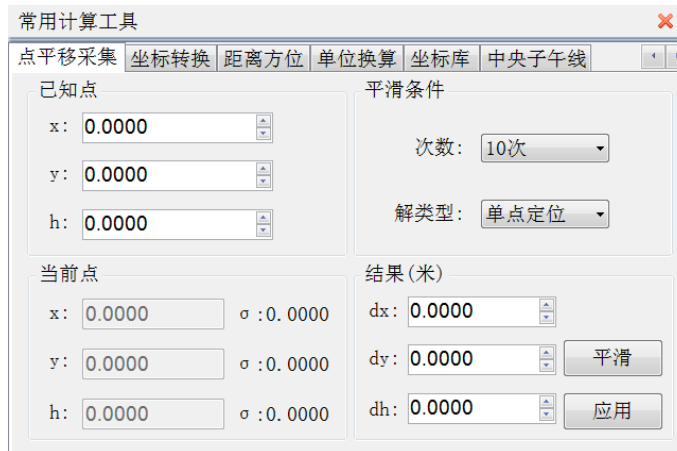 常用计算工具
点平移采集 坐标转换 距离方位 单位换算 坐标库 中央子午线
已知点
x: 0.0000
y: 0.0000
h: 0.0000
平滑条件
次数: 10次
解类型: 单点定位
当前点
x: 0.0000 σ:0.0000
y: 0.0000 σ:0.0000
h: 0.0000 σ:0.0000
结果(米)
dx: 0.0000
dy: 0.0000 平滑
dh: 0.0000 应用